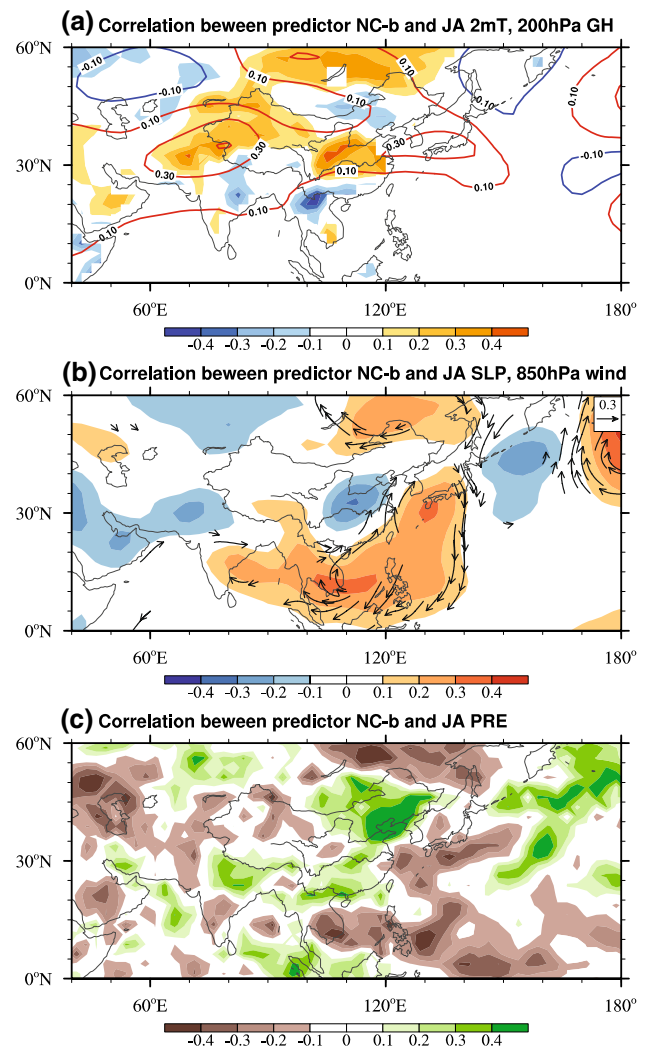 (a) Correlation beween predictor NC-b and JA 2mT, 200hPa GH
60°N
30°N
0°N
-0.10
-0.10
0.10
0.10
0.10
0.10
-0.10
0.10
0.30
0.30
0.10
0.10
0.10
-0.10
60°E
120°E
180°
-0.4 -0.3 -0.2 -0.1 0 0.1 0.2 0.3 0.4
(b) Correlation beween predictor NC-b and JA SLP, 850hPa wind
0.3
60°N
30°N
0°N
60°E
120°E
180°
-0.4 -0.3 -0.2 -0.1 0 0.1 0.2 0.3 0.4
(c) Correlation beween predictor NC-b and JA PRE
60°N
30°N
0°N
60°E
120°E
180°
-0.4 -0.3 -0.2 -0.1 0 0.1 0.2 0.3 0.4